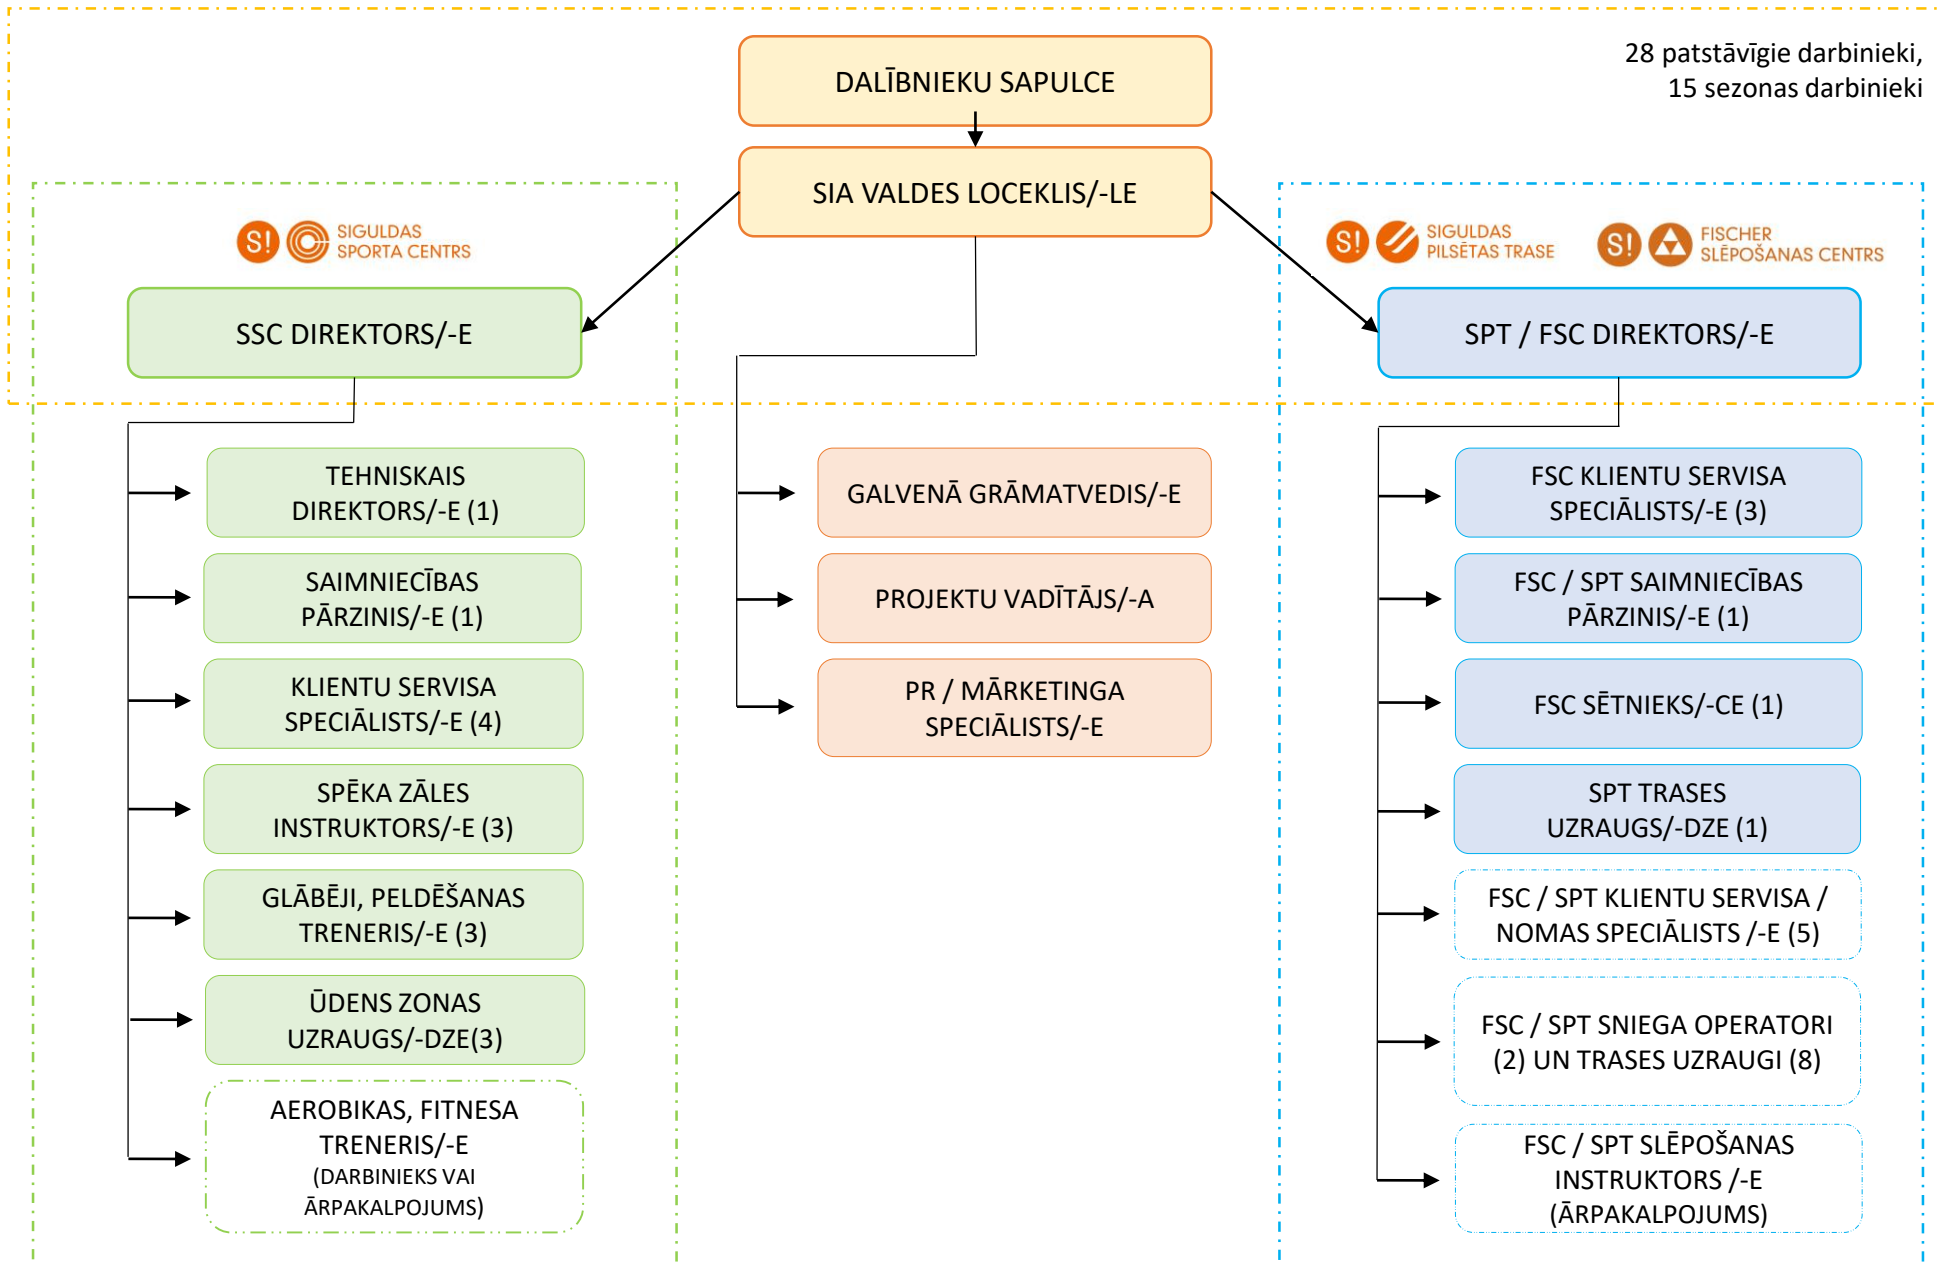 28 patstāvīgie darbinieki,
15 sezonas darbinieki
DALĪBNIEKU SAPULCE
SIA VALDES LOCEKLIS/-LE
S! SIGULDAS
SPORTA CENTRS
SSC DIREKTORS/-E
TEHNISKAIS
DIREKTORS/-E (1)
SAIMNIECĪBAS
PĀRZINIS/-E (1)
KLIENTU SERVISA
SPECIĀLISTS/-E (4)
SPĒKA ZĀLES
INSTRUKTORS/-E (3)
GLĀBĒJI, PELDĒŠANAS
TRENERIS/-E (3)
ŪDENS ZONAS
UZRAUGS/-DZE(3)
AEROBIKAS, FITNESA
TRENERIS/-E
(DARBINIEKS VAI
ĀRPAKALPOJUMS)
GALVENĀ GRĀMATVEDIS/-E
PROJEKTU VADĪTĀJS/-A
PR / MĀRKETINGA
SPECIĀLISTS/-E
S! SIGULDAS
PILSĒTAS TRASE
S! FISCHER
SLĒPOŠANAS CENTRS
SPT / FSC DIREKTORS/-E
FSC KLIENTU SERVISA
SPECIĀLISTS/-E (3)
FSC / SPT SAIMNIECĪBAS
PĀRZINIS/-E (1)
FSC SĒTNIEKS/-CE (1)
SPT TRASES
UZRAUGS/-DZE (1)
FSC / SPT KLIENTU SERVISA /
NOMAS SPECIĀLISTS /-E (5)
FSC / SPT SNIEGA OPERATORI
(2) UN TRASES UZRAUGI (8)
FSC / SPT SLĒPOŠANAS
INSTRUKTORS /-E
(ĀRPAKALPOJUMS)